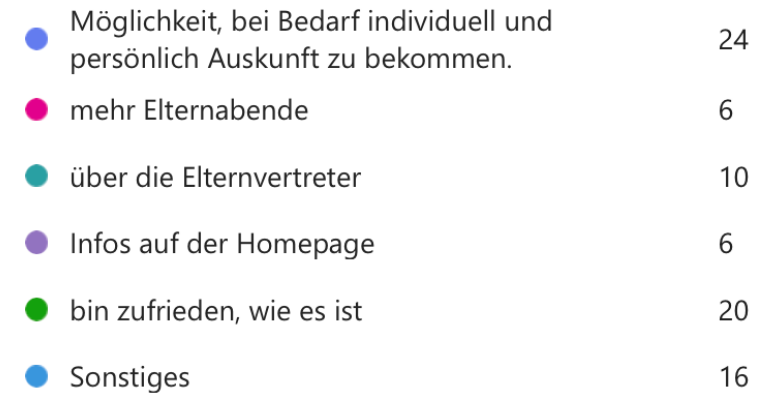 Möglichkeit, bei Bedarf individuell und
persönlich Auskunft zu bekommen. 24
mehr Elternabende 6
über die Elternvertreter 10
Infos auf der Homepage 6
bin zufrieden, wie es ist 20
Sonstiges 16